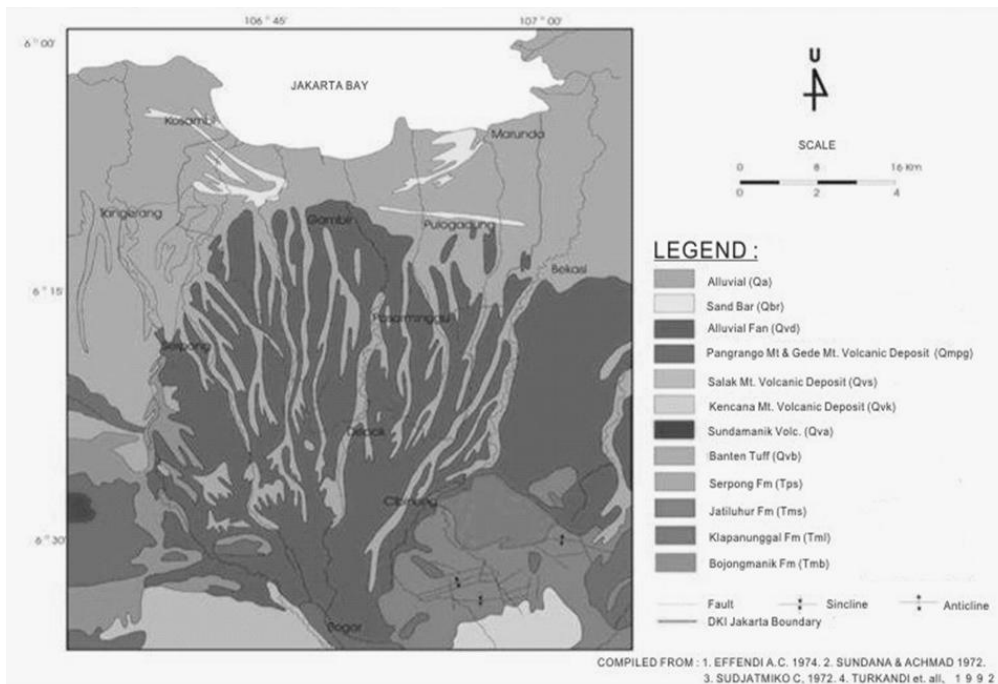 106° 45'
107° 00'
6° 00'
JAKARTA BAY
U
Kosambi
Marunda
SCALE
0 8 16 Km
0 2 4
Tangerang
Gambir
Pulogadung
LEGEND :
Bekasi
Alluvial (Qa)
6° 15'
Sand Bar (Qbr)
Pasarminggu
Alluvial Fan (Qvd)
Serpong
Pangrango Mt & Gede Mt. Volcanic Deposit (Qmpg)
Salak Mt. Volcanic Deposit (Qvs)
Kencana Mt. Volcanic Deposit (Qvk)
Depok
Sundamanik Volc. (Qva)
Banten Tuff (Qvb)
Serpong Fm (Tps)
Cibinong
Jatiluhur Fm (Tms)
6° 30'
Klapanunggal Fm (Tml)
Bojongmanik Fm (Tmb)
Fault Sincline Anticline
DKI Jakarta Boundary
Bogor
COMPILED FROM : 1. EFFENDI A.C. 1974. 2. SUNDANA & ACHMAD 1972.
3. SUDJATMIKO C, 1972. 4. TURKANDI et. all, 1992